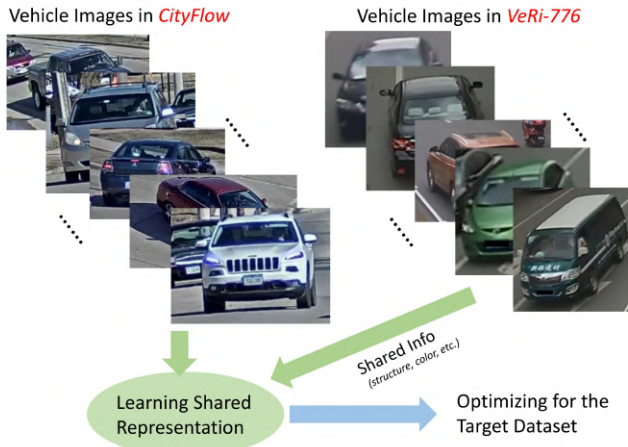 Vehicle Images in CityFlow
Vehicle Images in VeRi-776
Shared Info
(structure, color, etc.)
Learning Shared
Representation
Optimizing for the
Target Dataset